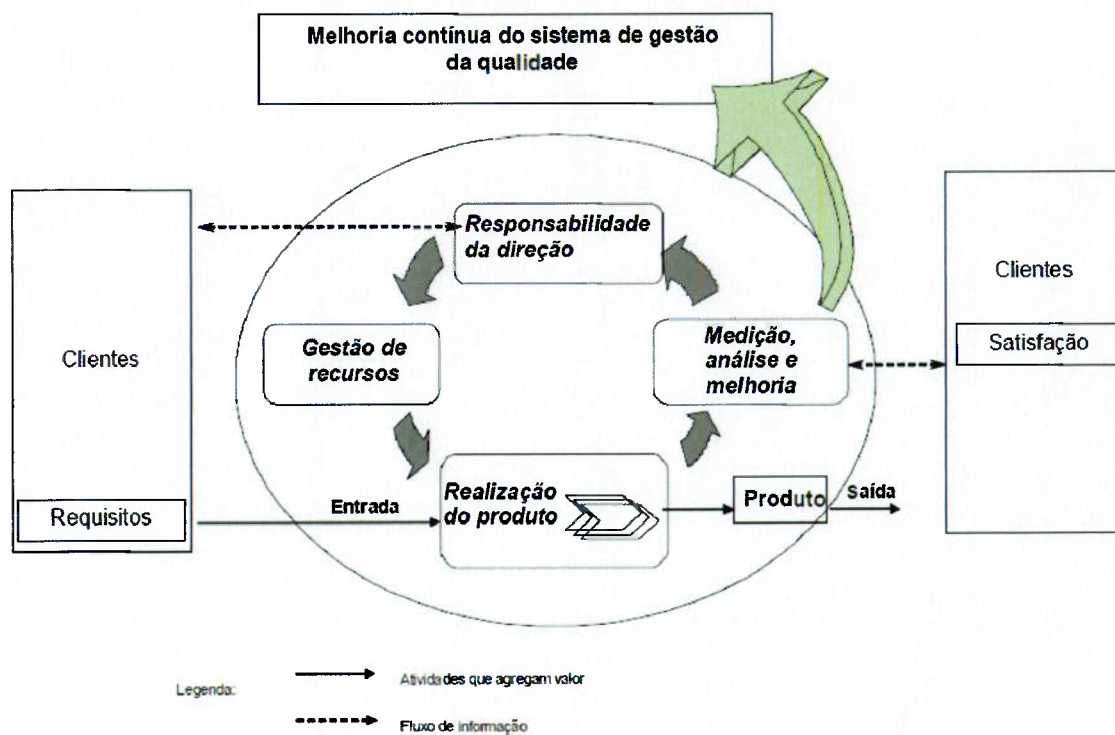 Melhoria contínua do sistema de gestão
da qualidade
Responsabilidade
da direção
Clientes
Gestão de
recursos
Medição,
análise e
melhoria
Clientes
Satisfação
Requisitos
Entrada
Realização
do produto
Produto
Saída
Legenda:
Atividades que agregam valor
Fluxo de informação